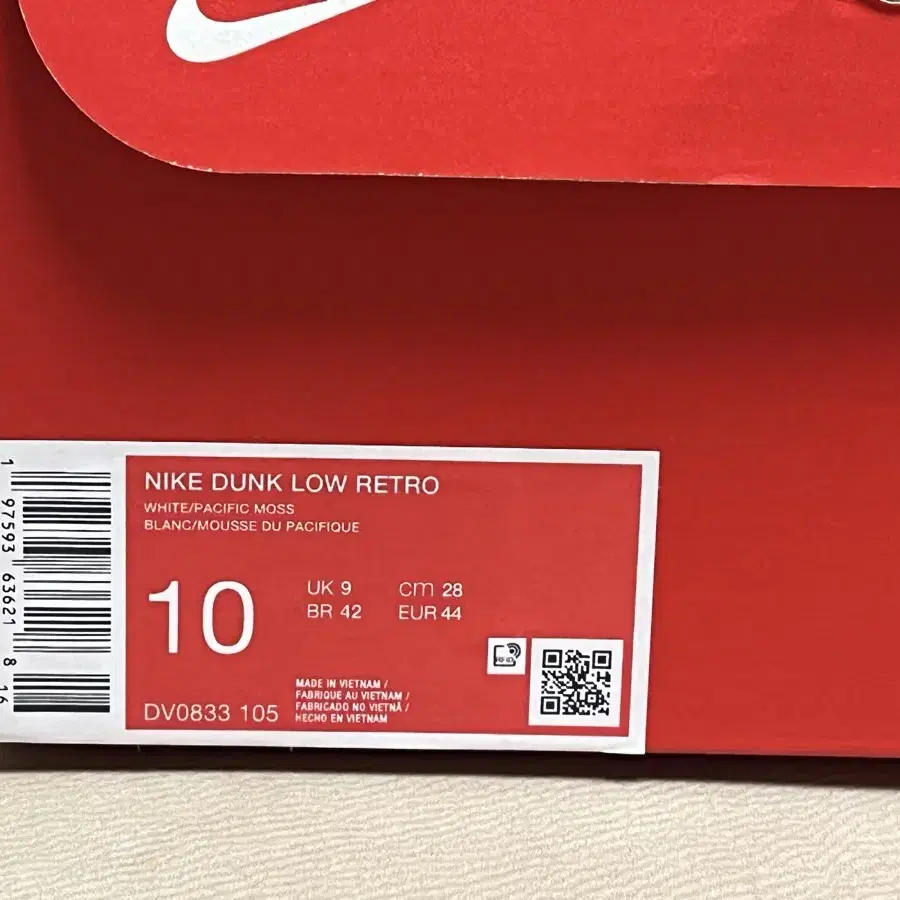 NIKE DUNK LOW RETRO
WHITE/PACIFIC MOSS
BLANC/MOUSSE DU PACIFIQUE
10
UK 9 cm 28
BR 42 EUR 44
RFID
MADE IN VIETNAM /
FABRIQUE AU VIETNAM /
FABRICADO NO VIETNÃ /
HECHO EN VIETNAM
DV0833 105
1 97593 63621 8 16